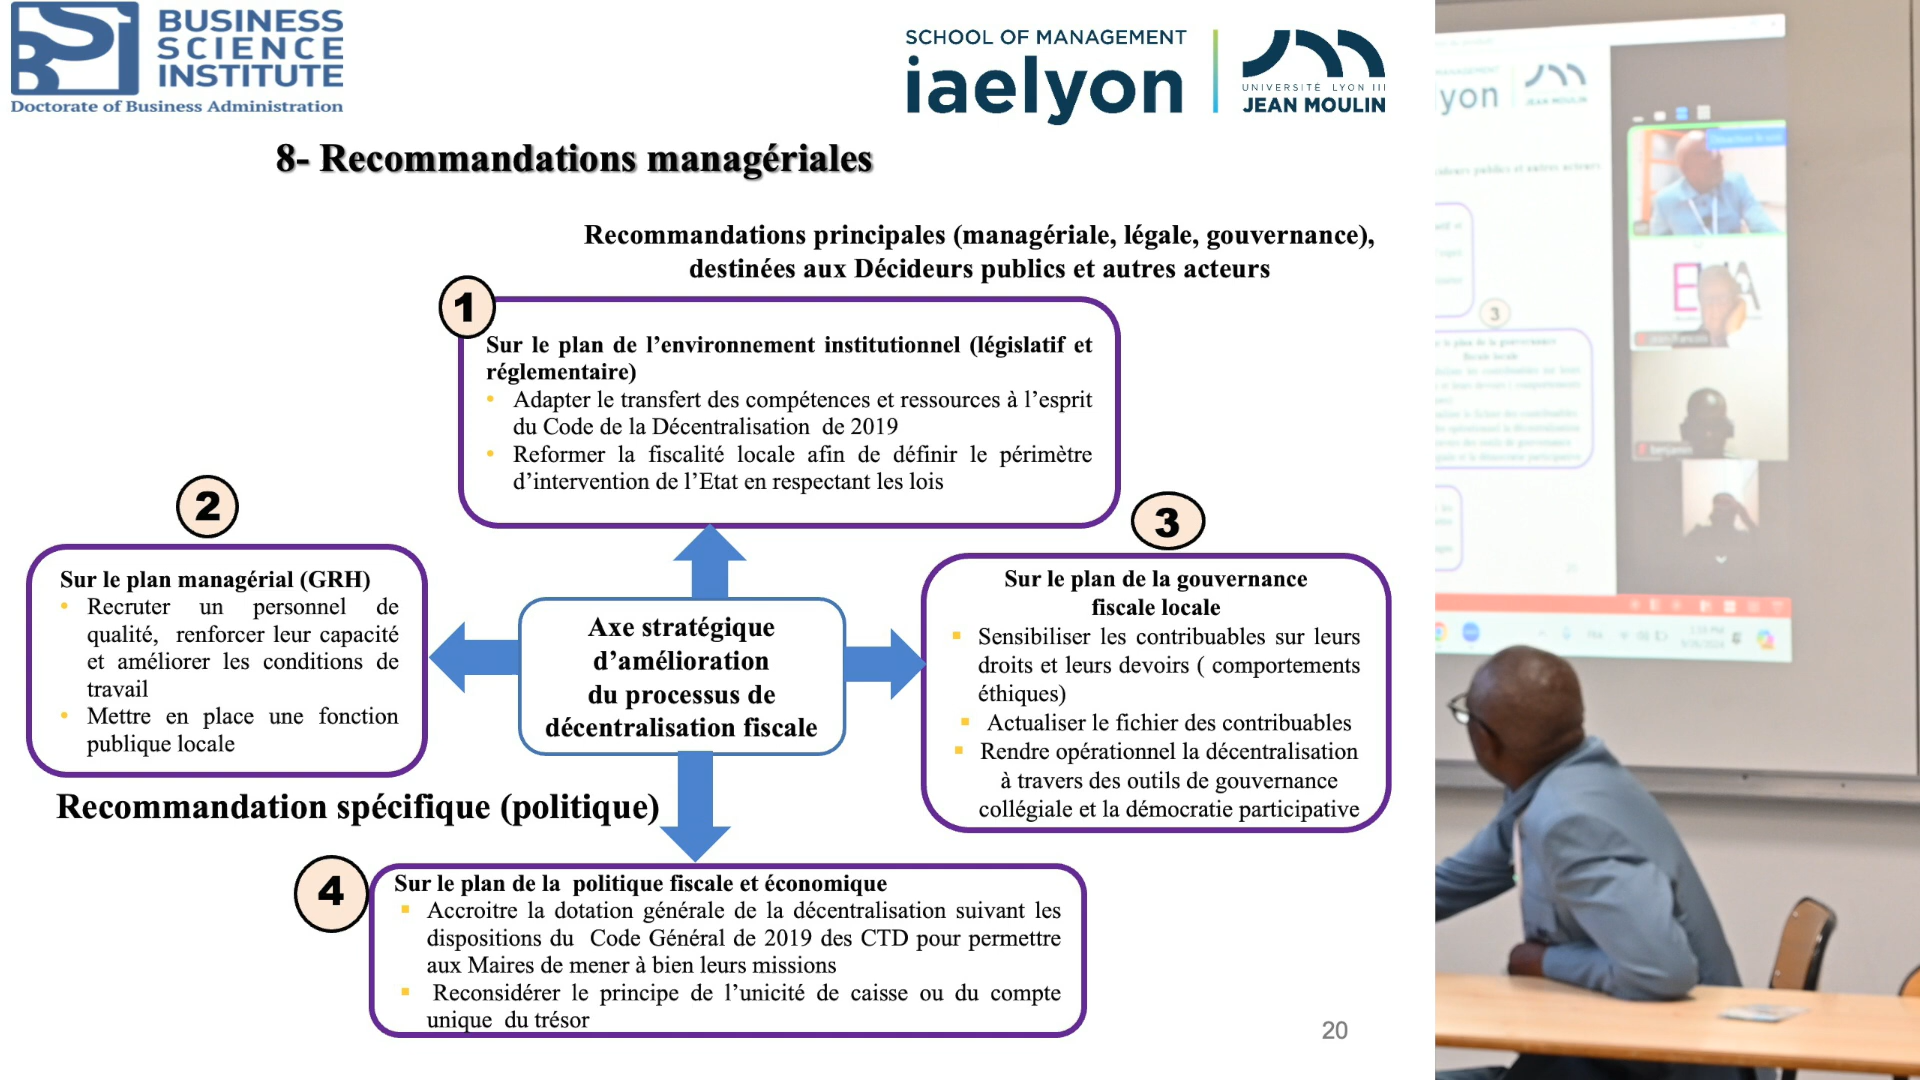 BUSINESS
SCIENCE
INSTITUTE
Doctorate of Business Administration
SCHOOL OF MANAGEMENT
iaelyon
UNIVERSITÉ LYON III
JEAN MOULIN
8- Recommandations managériales
Recommandations principales (managériale, légale, gouvernance),
destinées aux Décideurs publics et autres acteurs
1
Sur le plan de l’environnement institutionnel (législatif et
réglementaire)
• Adapter le transfert des compétences et ressources à l’esprit
du Code de la Décentralisation de 2019
• Reformer la fiscalité locale afin de définir le périmètre
d’intervention de l’Etat en respectant les lois
2
Sur le plan managérial (GRH)
• Recruter un personnel de
qualité, renforcer leur capacité
et améliorer les conditions de
travail
• Mettre en place une fonction
publique locale
Axe stratégique
d’amélioration
du processus de
décentralisation fiscale
3
Sur le plan de la gouvernance
fiscale locale
▪ Sensibiliser les contribuables sur leurs
droits et leurs devoirs ( comportements
éthiques)
▪ Actualiser le fichier des contribuables
▪ Rendre opérationnel la décentralisation
à travers des outils de gouvernance
collégiale et la démocratie participative
Recommandation spécifique (politique)
4
Sur le plan de la politique fiscale et économique
▪ Accroitre la dotation générale de la décentralisation suivant les
dispositions du Code Général de 2019 des CTD pour permettre
aux Maires de mener à bien leurs missions
▪ Reconsidérer le principe de l’unicité de caisse ou du compte
unique du trésor
20
yon
JEAN MOULIN
3